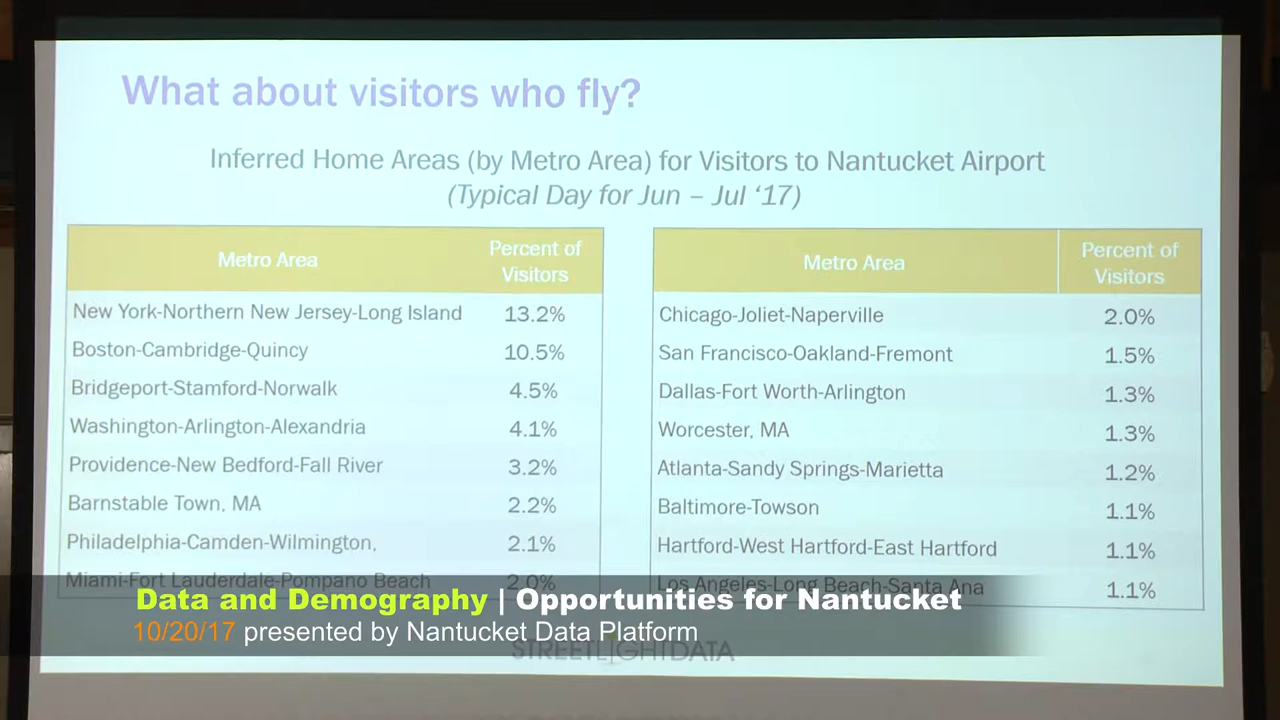 What about visitors who fly?
Inferred Home Areas (by Metro Area) for Visitors to Nantucket Airport
(Typical Day for Jun – Jul ‘17)
Metro Area Percent of Visitors
New York-Northern New Jersey-Long Island 13.2%
Boston-Cambridge-Quincy 10.5%
Bridgeport-Stamford-Norwalk 4.5%
Washington-Arlington-Alexandria 4.1%
Providence-New Bedford-Fall River 3.2%
Barnstable Town, MA 2.2%
Philadelphia-Camden-Wilmington, 2.1%
Miami-Fort Lauderdale-Pompano Beach 2.0%
Metro Area Percent of Visitors
Chicago-Joliet-Naperville 2.0%
San Francisco-Oakland-Fremont 1.5%
Dallas-Fort Worth-Arlington 1.3%
Worcester, MA 1.3%
Atlanta-Sandy Springs-Marietta 1.2%
Baltimore-Towson 1.1%
Hartford-West Hartford-East Hartford 1.1%
Los Angeles-Long Beach-Santa Ana 1.1%
Data and Demography | Opportunities for Nantucket
10/20/17 presented by Nantucket Data Platform
STREETLIGHTDATA